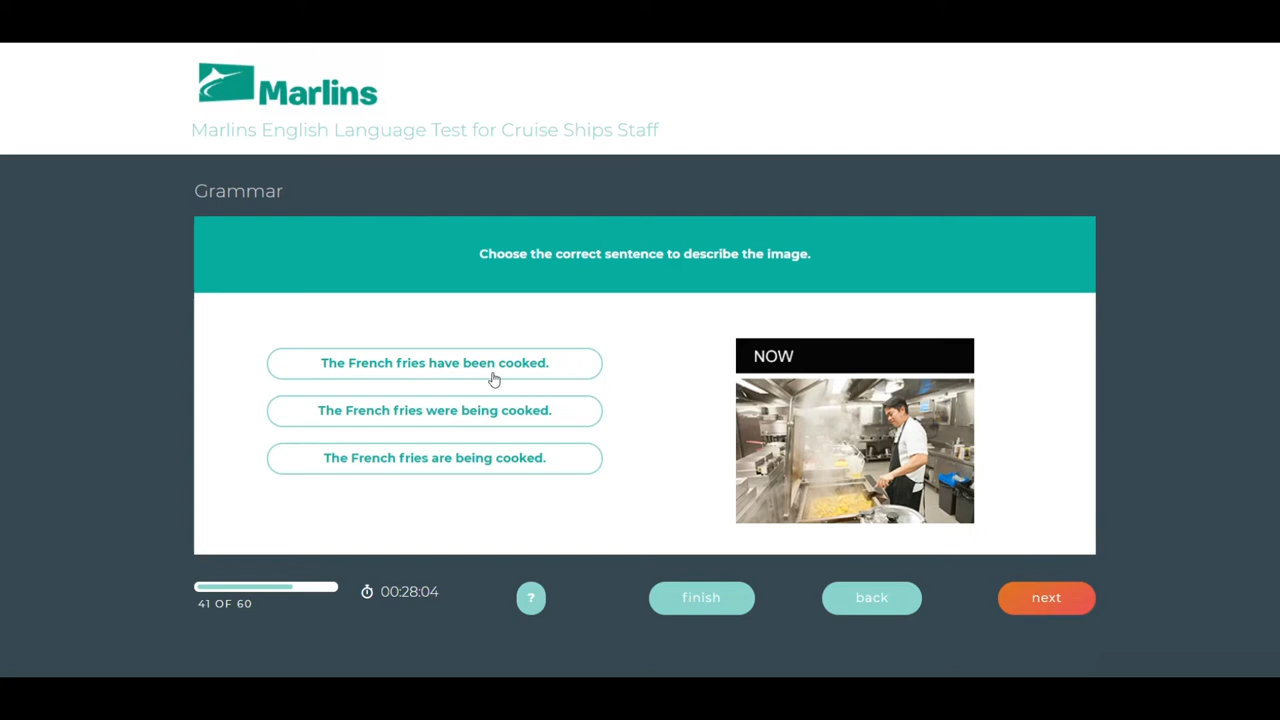 Marlins
Marlins English Language Test for Cruise Ships Staff
Grammar
Choose the correct sentence to describe the image.
The French fries have been cooked.
The French fries were being cooked.
The French fries are being cooked.
NOW
41 OF 60
00:28:04
?
finish
back
next